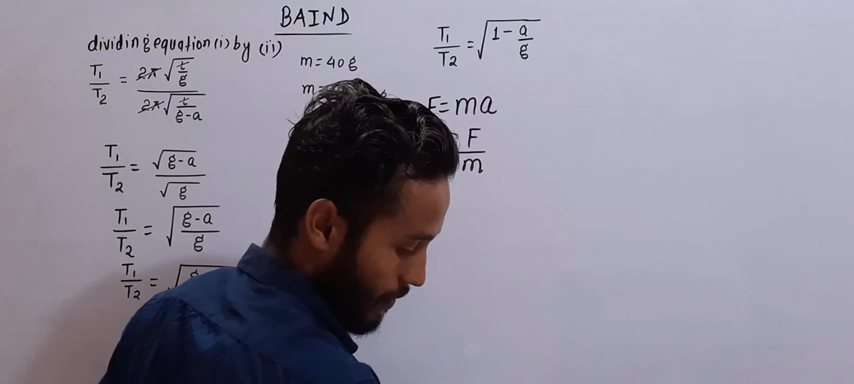 BAIND
dividing equation (i) by (ii)
T₁/T₂ = 2π√(t/g) / 2π√(t/g-a)
T₁/T₂ = √(g-a) / √g
T₁/T₂ = √((g-a)/g)
T₁/T₂ = √
m = 40g
m =
T₁/T₂ = √(1 - a/g)
F = ma
F/m